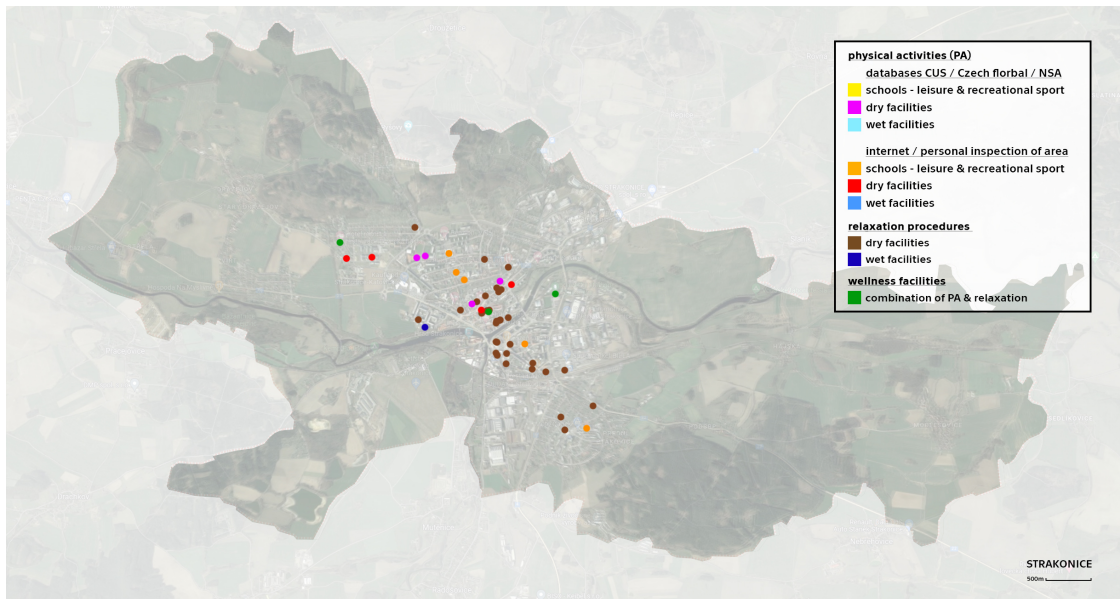 physical activities (PA)
databases CUS / Czech florbal / NSA
schools - leisure & recreational sport
dry facilities
wet facilities
internet / personal inspection of area
schools - leisure & recreational sport
dry facilities
wet facilities
relaxation procedures
dry facilities
wet facilities
wellness facilities
combination of PA & relaxation
STRAKONICE
500m